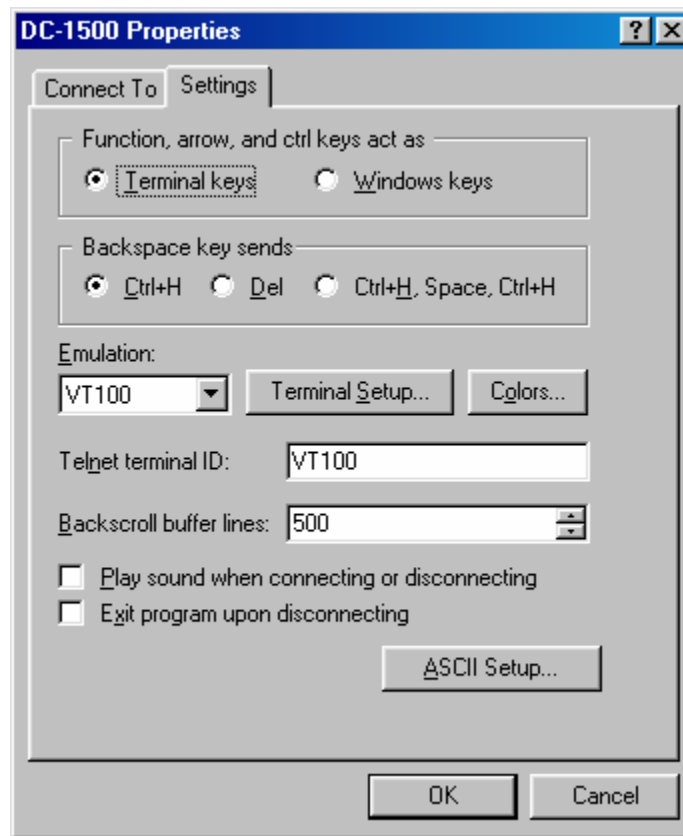 DC-1500 Properties
Connect To Settings
Function, arrow, and ctrl keys act as
Terminal keys Windows keys
Backspace key sends
Ctrl+H Del Ctrl+H, Space, Ctrl+H
Emulation:
VT100 Terminal Setup... Colors...
Telnet terminal ID: VT100
Backscroll buffer lines: 500
Play sound when connecting or disconnecting
Exit program upon disconnecting
ASCII Setup...
OK Cancel